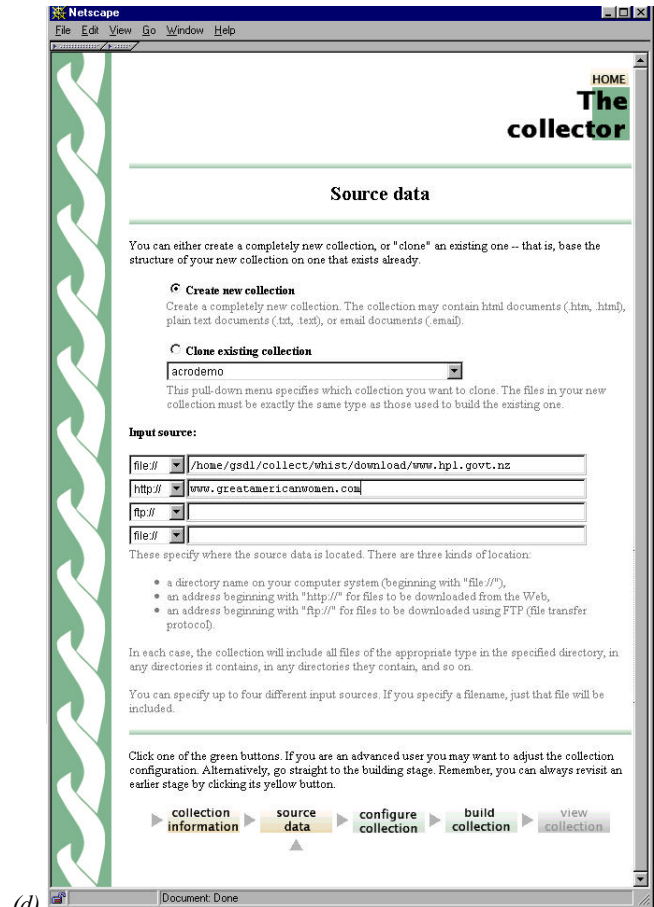 Netscape
File Edit View Go Window Help
HOME
The
collector
Source data
You can either create a completely new collection, or "clone" an existing one -- that is, base the
structure of your new collection on one that exists already.
Create new collection
Create a completely new collection. The collection may contain html documents (.htm, .html),
plain text documents (.txt, .text), or email documents (.email).
Clone existing collection
acrodemo
This pull-down menu specifies which collection you want to clone. The files in your new
collection must be exactly the same type as those used to build the existing one.
Input source:
file:// /home/gsdl/collect/whist/download/www.hpl.govt.nz
http:// www.greatamericanwomen.com
ftp://
file://
These specify where the source data is located. There are three kinds of location:
• a directory name on your computer system (beginning with "file://"),
• an address beginning with "http://" for files to be downloaded from the Web,
• an address beginning with "ftp://" for files to be downloaded using FTP (file transfer
protocol).
In each case, the collection will include all files of the appropriate type in the specified directory, in
any directories it contains, in any directories they contain, and so on.
You can specify up to four different input sources. If you specify a filename, just that file will be
included.
Click one of the green buttons. If you are an advanced user you may want to adjust the collection
configuration. Alternatively, go straight to the building stage. Remember, you can always revisit an
earlier stage by clicking its yellow button.
collection information
source data
configure collection
build collection
view collection
(d)
Document: Done